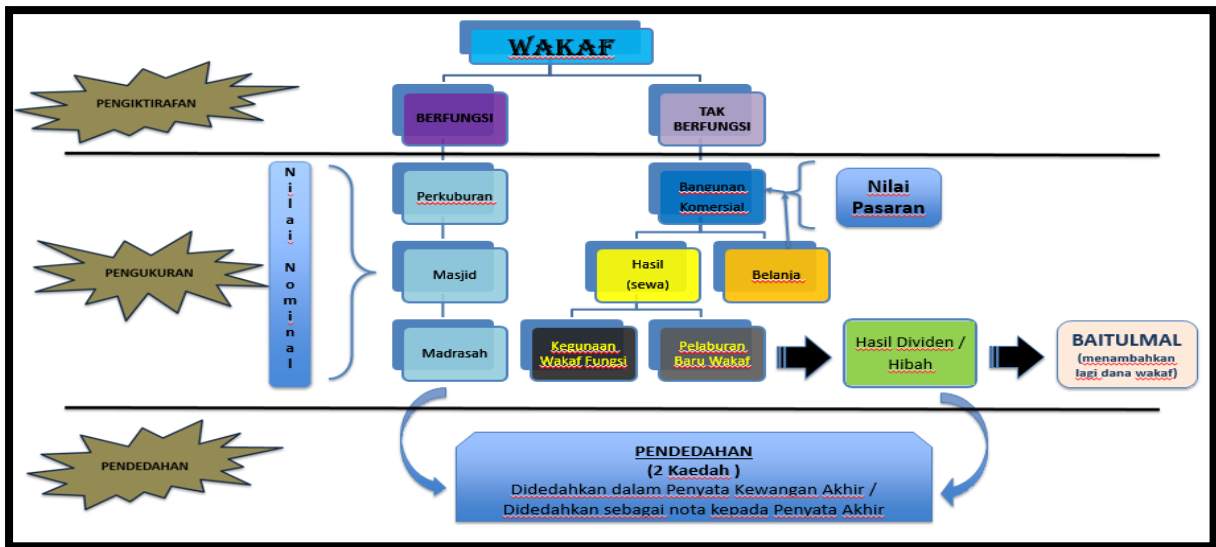 WAKAF
PENGIKTIRAFAN
BERFUNGSI
TAK
BERFUNGSI
Nilai Nominal
Perkuburan
Bangunan
Komersial
Nilai
Pasaran
PENGUKURAN
Masjid
Hasil
(sewa)
Belanja
Madrasah
Kegunaan
Wakaf Fungsi
Pelaburan
Baru Wakaf
Hasil Dividen /
Hibah
BAITULMAL
(menambahkan
lagi dana wakaf)
PENDEDAHAN
PENDEDAHAN
(2 Kaedah )
Didedahkan dalam Penyata Kewangan Akhir /
Didedahkan sebagai nota kepada Penyata Akhir